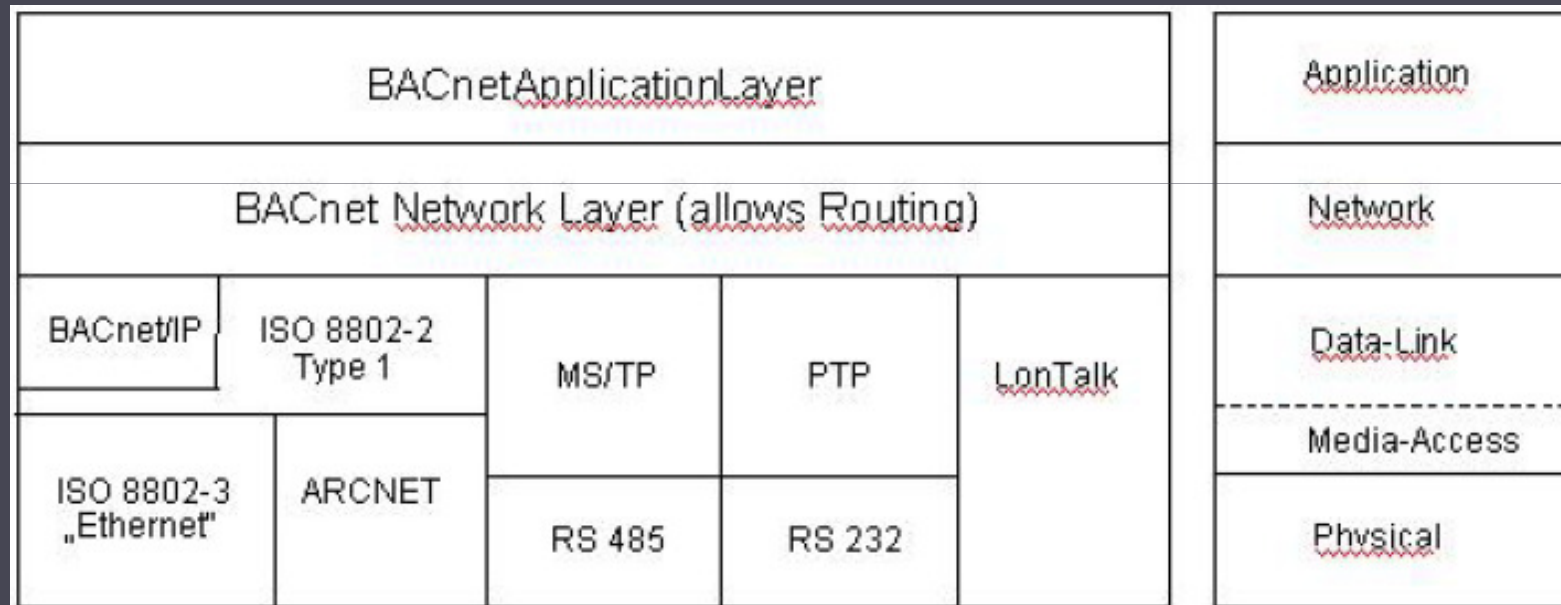 BACnetApplicationLayer
Application
BACnet Network Layer (allows Routing)
Network
BACnet/IP
ISO 8802-2
Type 1
MS/TP
PTP
LonTalk
Data-Link
Media-Access
ISO 8802-3
„Ethernet"
ARCNET
RS 485
RS 232
Physical